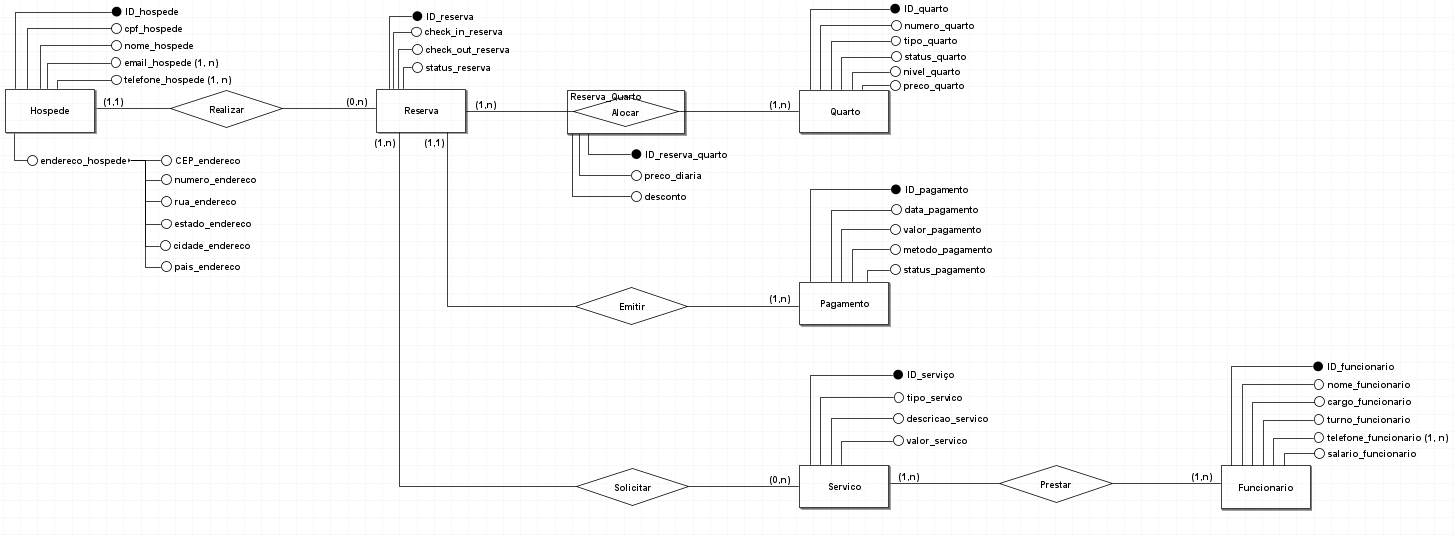 ID_hospede
cpf_hospede
nome_hospede
email_hospede (1, n)
telefone_hospede (1, n)
Hospede
(1,1)
Realizar
(0,n)
endereco_hospede
CEP_endereco
numero_endereco
rua_endereco
estado_endereco
cidade_endereco
pais_endereco
ID_reserva
check_in_reserva
check_out_reserva
status_reserva
Reserva
(1,n)
(1,n)
(1,1)
Reserva_Quarto
Alocar
(1,n)
ID_reserva_quarto
preco_diaria
desconto
ID_quarto
numero_quarto
tipo_quarto
status_quarto
nivel_quarto
preco_quarto
Quarto
ID_pagamento
data_pagamento
valor_pagamento
metodo_pagamento
status_pagamento
Emitir
(1,n)
Pagamento
ID_serviço
tipo_servico
descricao_servico
valor_servico
Solicitar
(0,n)
Servico
(1,n)
Prestar
(1,n)
ID_funcionario
nome_funcionario
cargo_funcionario
turno_funcionario
telefone_funcionario (1, n)
salario_funcionario
Funcionario